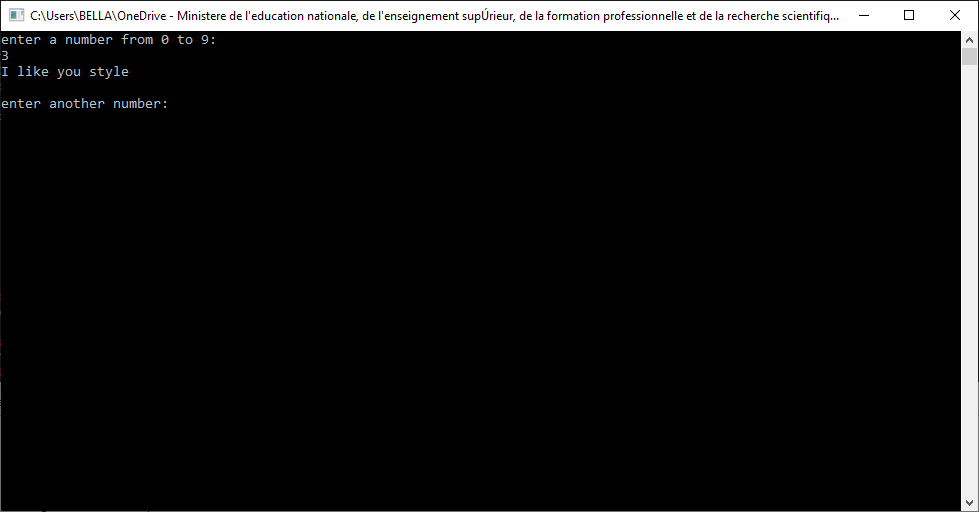 C:\Users\BELLA\OneDrive - Ministere de l'education nationale, de l'enseignement supÚrieur, de la formation professionnelle et de la recherche scientifiq...
enter a number from 0 to 9:
3
I like you style
enter another number: